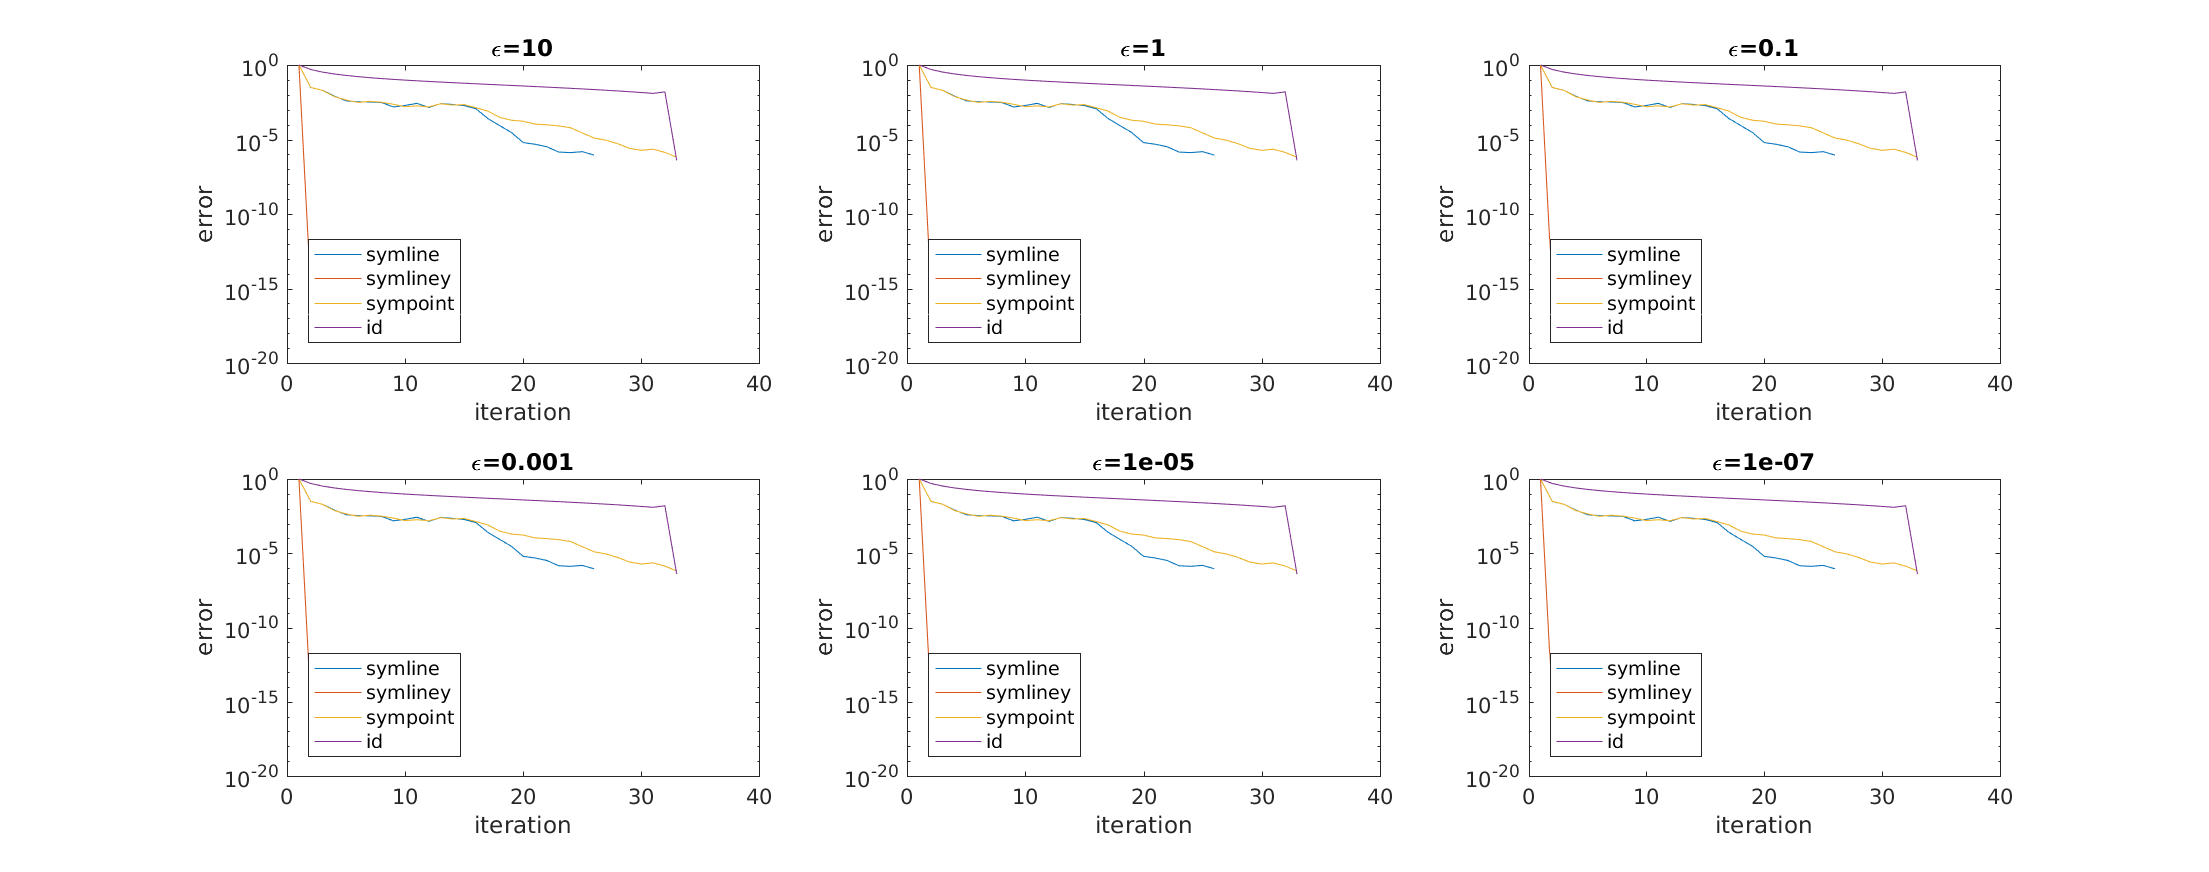 ϵ=10
10^0
10^-5
10^-10
10^-15
10^-20
error
symline
symliney
sympoint
id
0 10 20 30 40
iteration
ϵ=1
10^0
10^-5
10^-10
10^-15
10^-20
error
symline
symliney
sympoint
id
0 10 20 30 40
iteration
ϵ=0.1
10^0
10^-5
10^-10
10^-15
10^-20
error
symline
symliney
sympoint
id
0 10 20 30 40
iteration
ϵ=0.001
10^0
10^-5
10^-10
10^-15
10^-20
error
symline
symliney
sympoint
id
0 10 20 30 40
iteration
ϵ=1e-05
10^0
10^-5
10^-10
10^-15
10^-20
error
symline
symliney
sympoint
id
0 10 20 30 40
iteration
ϵ=1e-07
10^0
10^-5
10^-10
10^-15
10^-20
error
symline
symliney
sympoint
id
0 10 20 30 40
iteration